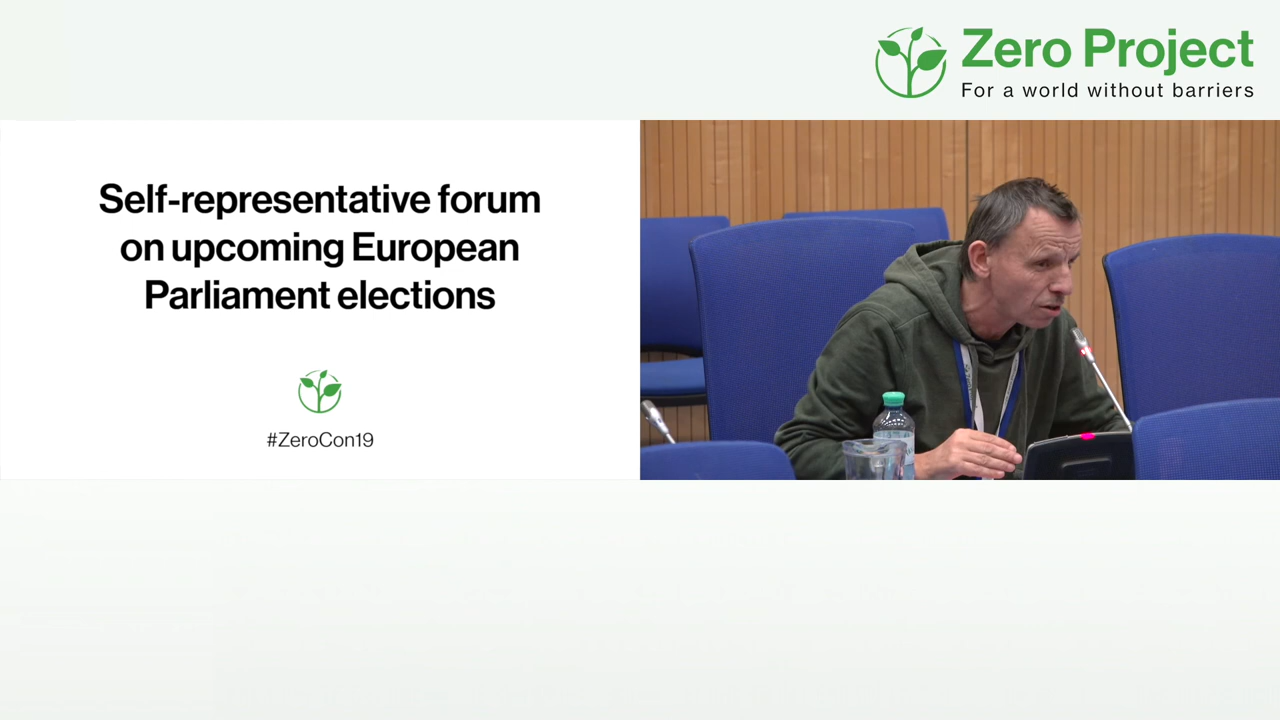 Zero Project
For a world without barriers
Self-representative forum
on upcoming European
Parliament elections
#ZeroCon19